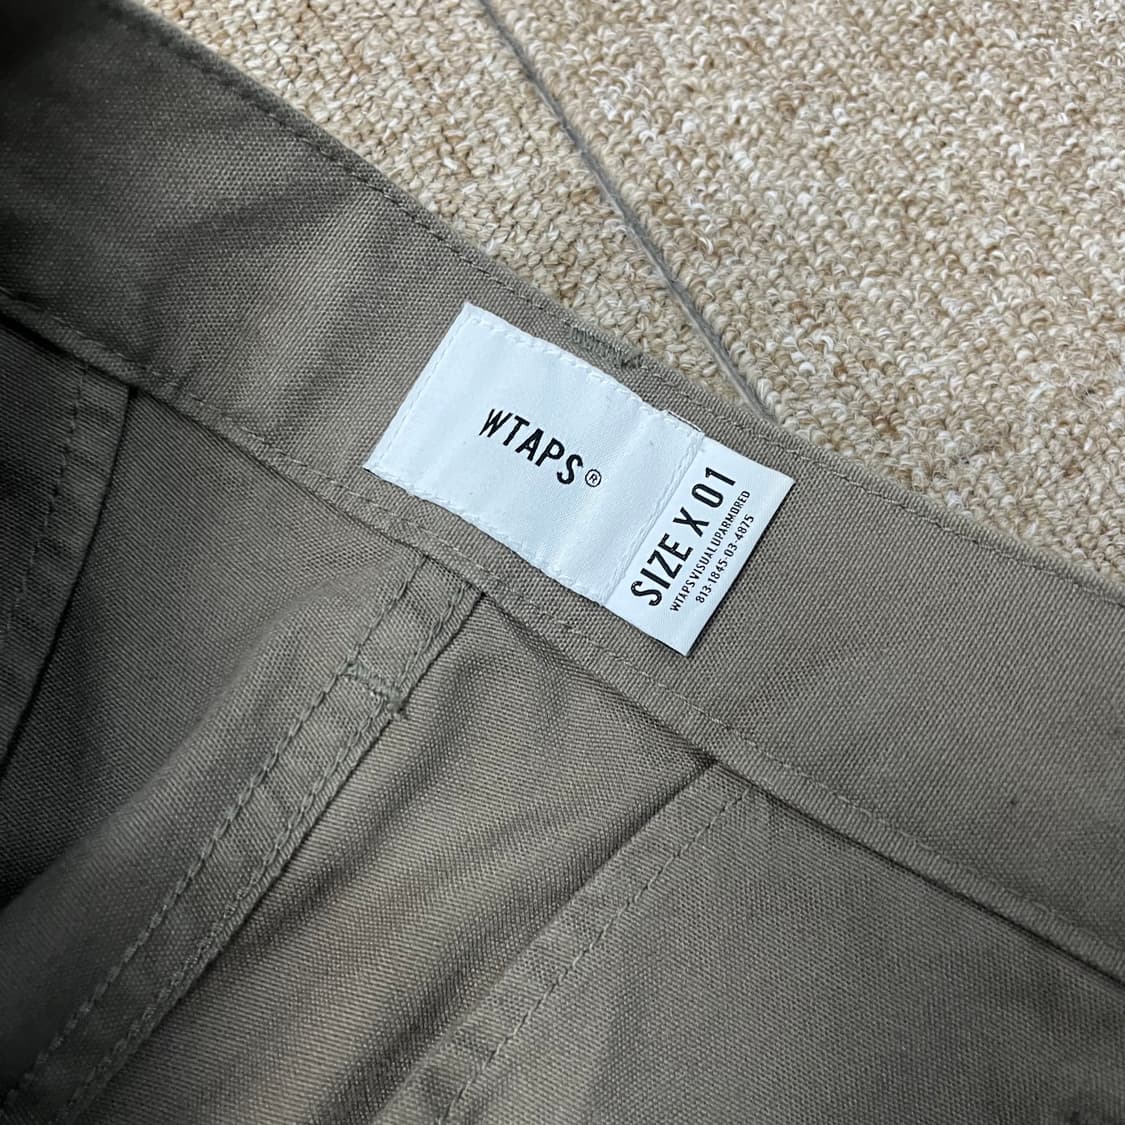 WTAPS®
SIZE X 01
WTAPS VISUAL UPARMORED
813-1845-03-4875